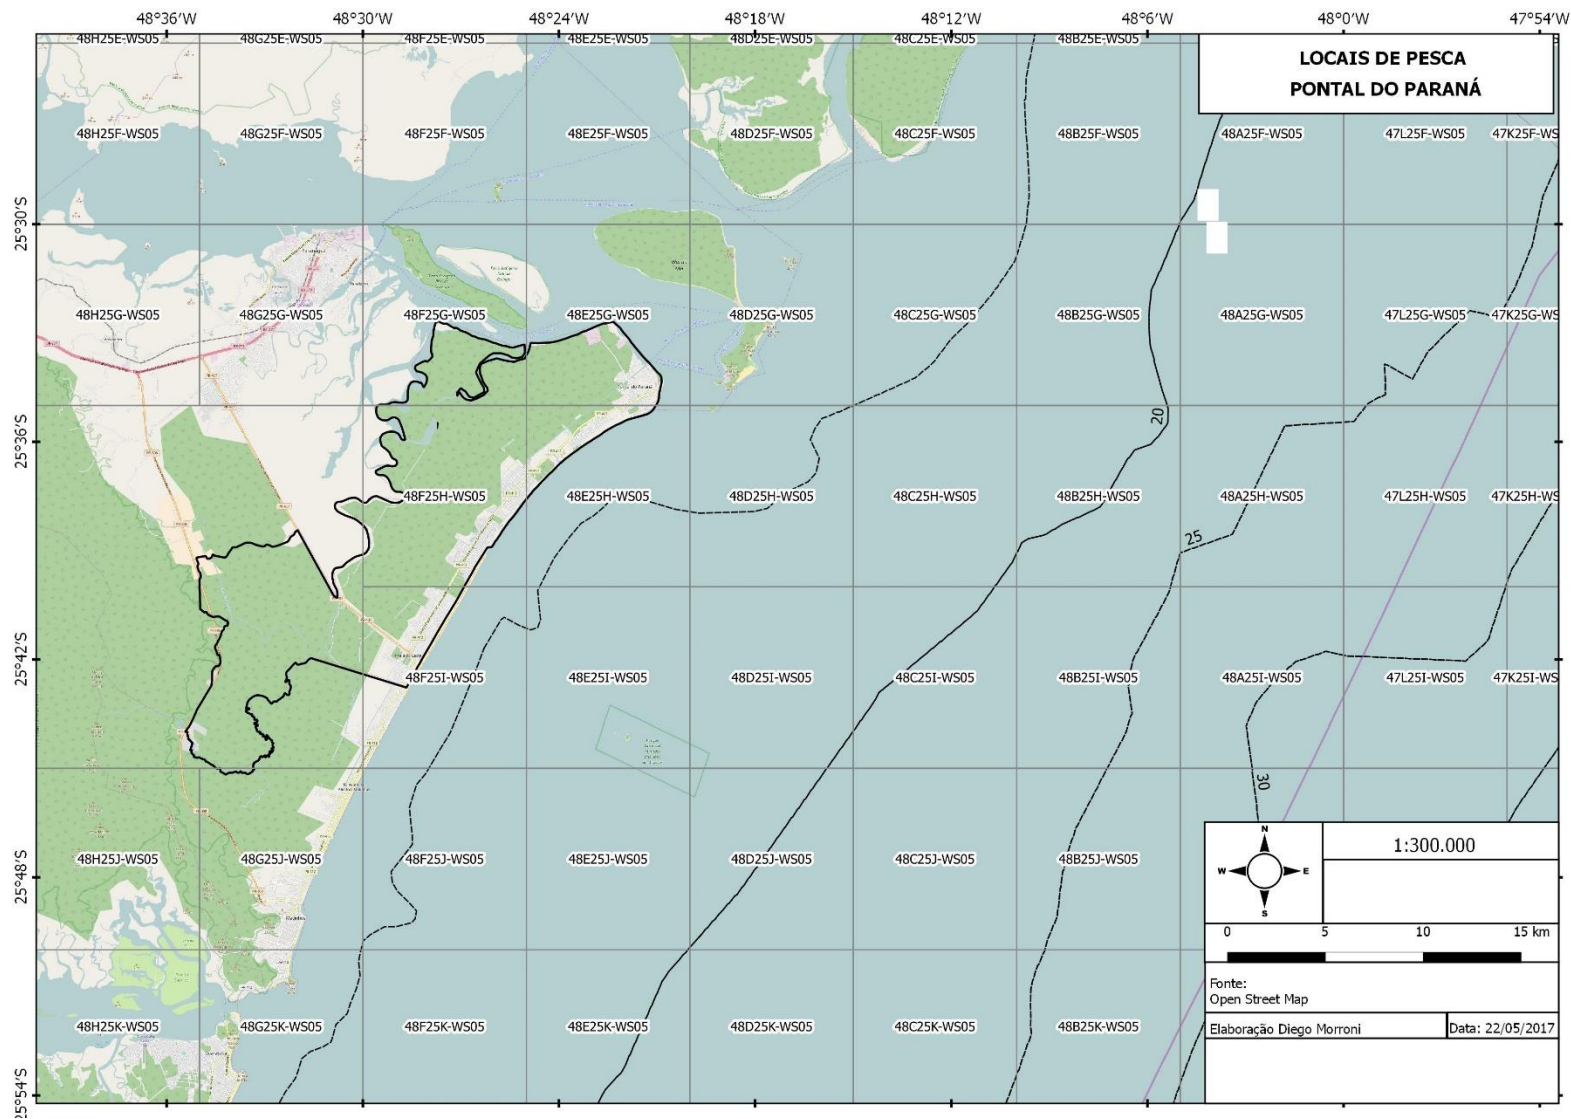 48°36'W 48°30'W 48°24'W 48°18'W 48°12'W 48°6'W 48°0'W 47°54'W
48H25E-WS05 48G25E-WS05 48F25E-WS05 48E25E-WS05 48D25E-WS05 48C25E-WS05 48B25E-WS05
LOCAIS DE PESCA
PONTAL DO PARANÁ
48H25F-WS05 48G25F-WS05 48F25F-WS05 48E25F-WS05 48D25F-WS05 48C25F-WS05 48B25F-WS05 48A25F-WS05 47L25F-WS05 47K25F-WS
25°30'S
48H25G-WS05 48G25G-WS05 48F25G-WS05 48E25G-WS05 48D25G-WS05 48C25G-WS05 48B25G-WS05 48A25G-WS05 47L25G-WS05 47K25G-WS
20
25°36'S
48F25H-WS05 48E25H-WS05 48D25H-WS05 48C25H-WS05 48B25H-WS05 48A25H-WS05 47L25H-WS05 47K25H-WS
25
25°42'S
48F25I-WS05 48E25I-WS05 48D25I-WS05 48C25I-WS05 48B25I-WS05 48A25I-WS05 47L25I-WS05 47K25I-WS
30
48H25J-WS05 48G25J-WS05 48F25J-WS05 48E25J-WS05 48D25J-WS05 48C25J-WS05 48B25J-WS05
25°48'S
N
W E
S
1:300.000
0 5 10 15 km
Fonte:
Open Street Map
48H25K-WS05 48G25K-WS05 48F25K-WS05 48E25K-WS05 48D25K-WS05 48C25K-WS05 48B25K-WS05
Elaboração Diego Morroni Data: 22/05/2017
25°54'S